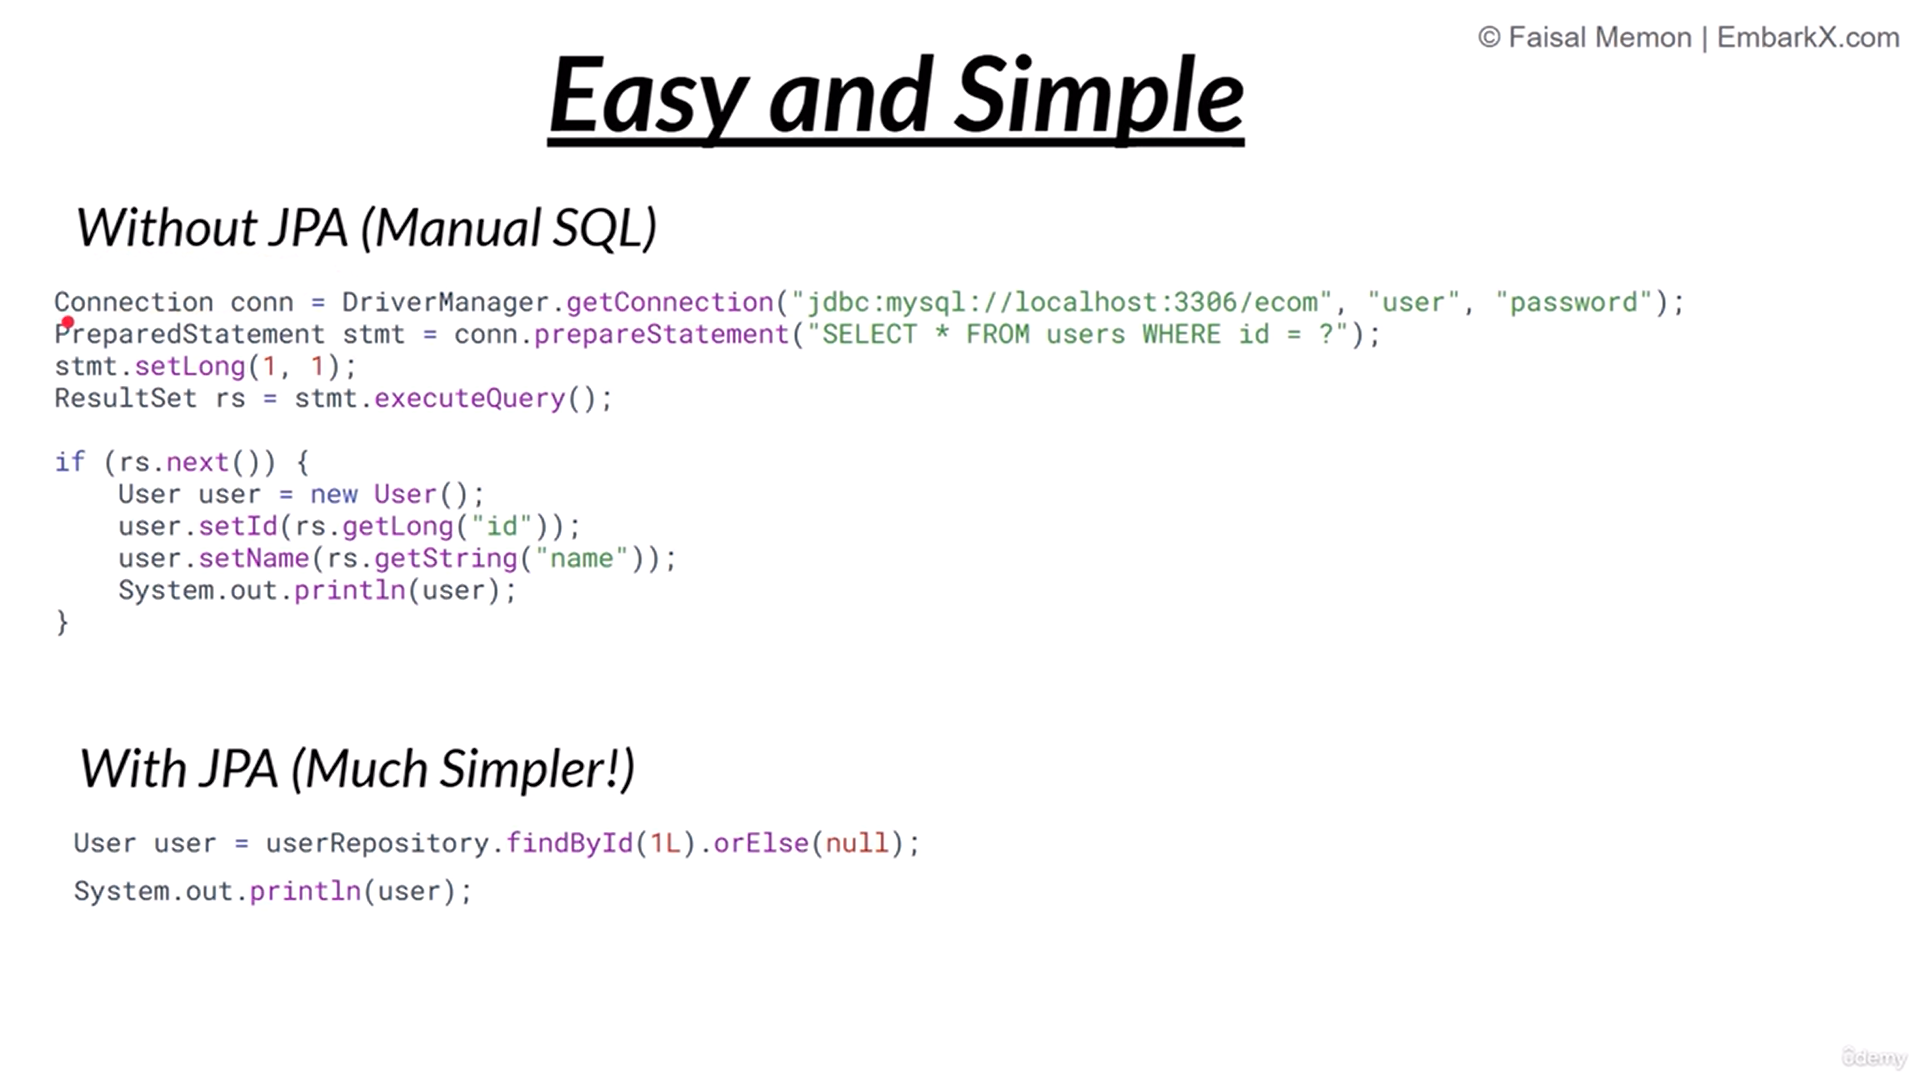 © Faisal Memon | EmbarkX.com
Easy and Simple
Without JPA (Manual SQL)
Connection conn = DriverManager.getConnection("jdbc:mysql://localhost:3306/ecom", "user", "password");
PreparedStatement stmt = conn.prepareStatement("SELECT * FROM users WHERE id = ?");
stmt.setLong(1, 1);
ResultSet rs = stmt.executeQuery();
if (rs.next()) {
    User user = new User();
    user.setId(rs.getLong("id"));
    user.setName(rs.getString("name"));
    System.out.println(user);
}
With JPA (Much Simpler!)
User user = userRepository.findById(1L).orElse(null);
System.out.println(user);
ûdemy